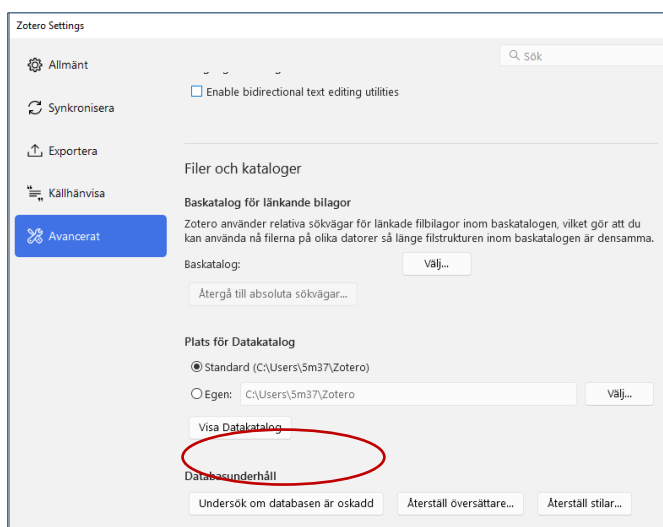 Zotero Settings
Sök
Allmänt
Enable bidirectional text editing utilities
Synkronisera
Exportera
Filer och kataloger
Källhänvisa
Baskatalog för länkande bilagor
Zotero använder relativa sökvägar för länkade filbilagor inom baskatalogen, vilket gör att du
Avancerat
kan använda nå filerna på olika datorer så länge filstrukturen inom baskatalogen är densamma.
Baskatalog:
Välj...
Återgå till absoluta sökvägar...
Plats för Datakatalog
Standard (C:\Users\5m37\Zotero)
Egen: C:\Users\5m37\Zotero
Välj...
Visa Datakatalog
Databasunderhåll
Undersök om databasen är oskadd
Återställ översättare...
Återställ stilar...